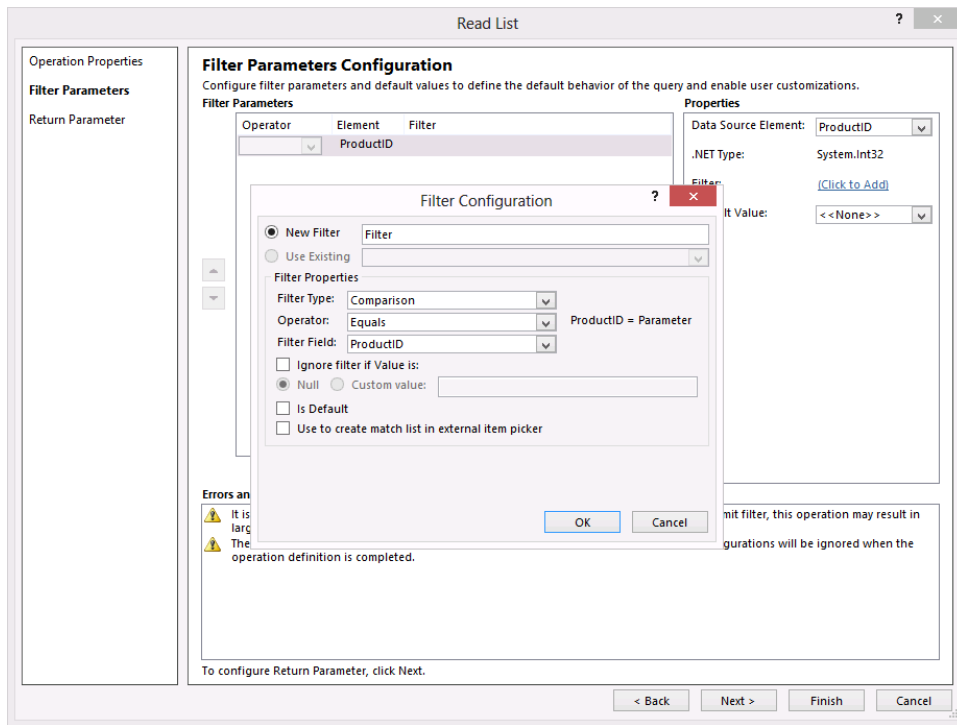 Read List
?
Operation Properties
Filter Parameters
Return Parameter
Filter Parameters Configuration
Configure filter parameters and default values to define the default behavior of the query and enable user customizations.
Filter Parameters
Properties
Operator Element Filter
ProductID
Data Source Element: ProductID
.NET Type: System.Int32
(Click to Add)
lt Value: <<None>>
Filter Configuration
?
New Filter Filter
Use Existing
Filter Properties
Filter Type: Comparison
Operator: Equals ProductID = Parameter
Filter Field: ProductID
Ignore filter if Value is:
Null Custom value:
Is Default
Use to create match list in external item picker
OK Cancel
Errors an
It is mit filter, this operation may result in
larg
The gurations will be ignored when the
operation definition is completed.
To configure Return Parameter, click Next.
< Back Next > Finish Cancel